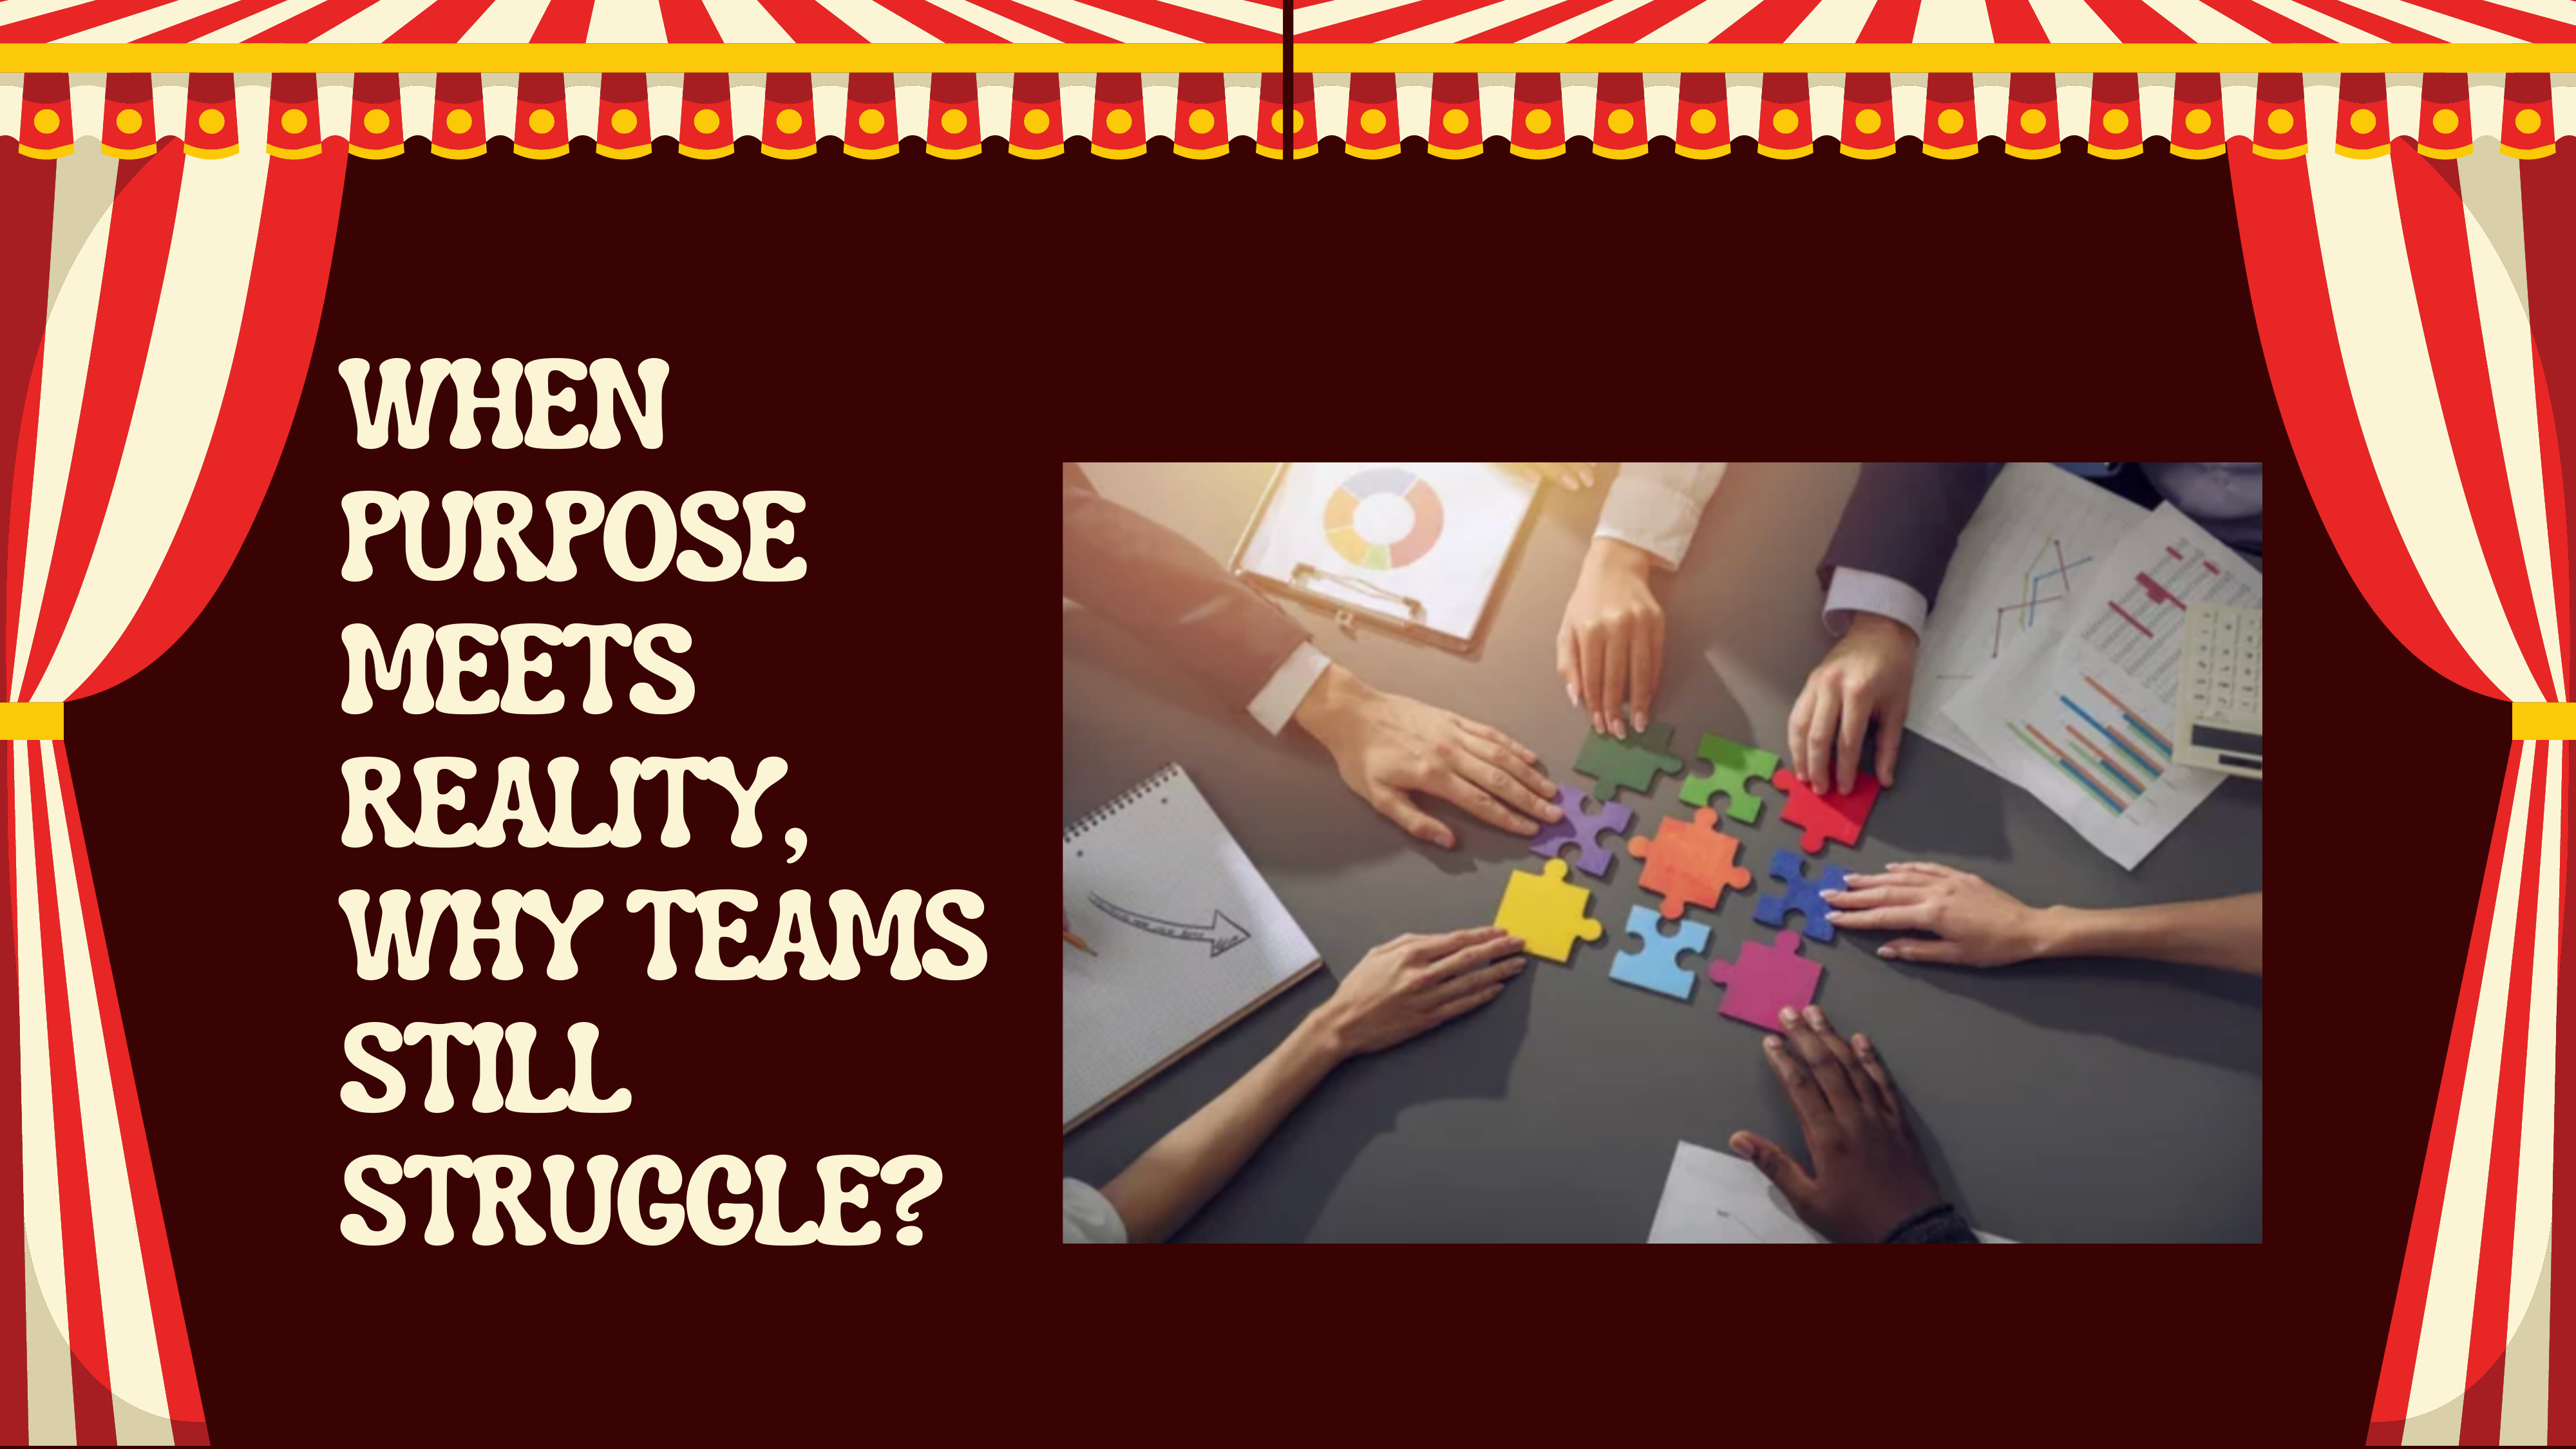 WHEN
PURPOSE
MEETS
REALITY,
WHY TEAMS
STILL
STRUGGLE?